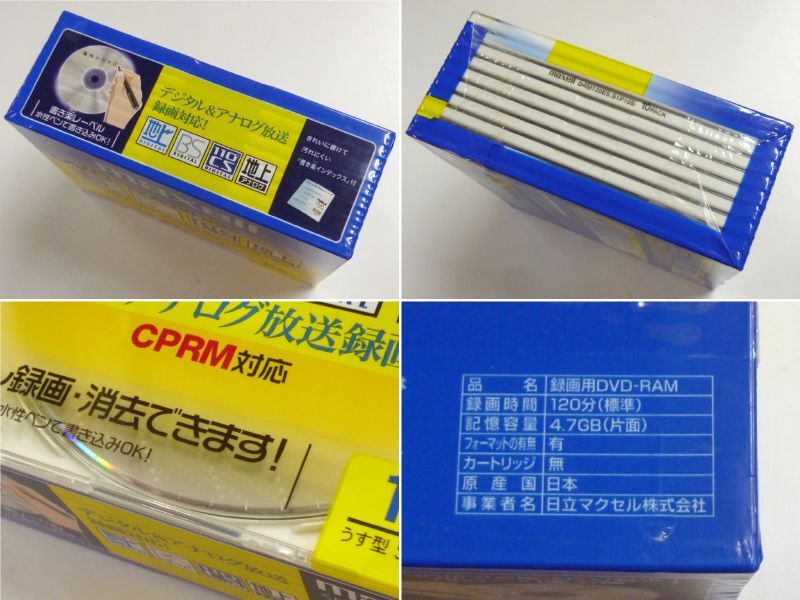 書き楽レーベル
水性ペンで書き込みOK!
デジタル&アナログ放送
録画対応!
地上
DIGITAL
BS
DIGITAL
110
CS
DIGITAL
地上
アナログ
きれいに書けて
汚れにくい
「書き楽インデックス」付
maxell
10PACK
アナログ放送録画
CPRM対応
録画・消去できます!
水性ペンで書き込みOK!
うす型
デジタル&アナログ放送
録画対応!
品名 録画用DVD-RAM
録画時間 120分(標準)
記憶容量 4.7GB(片面)
フォーマットの有無 有
カートリッジ 無
原産国 日本
事業者名 日立マクセル株式会社